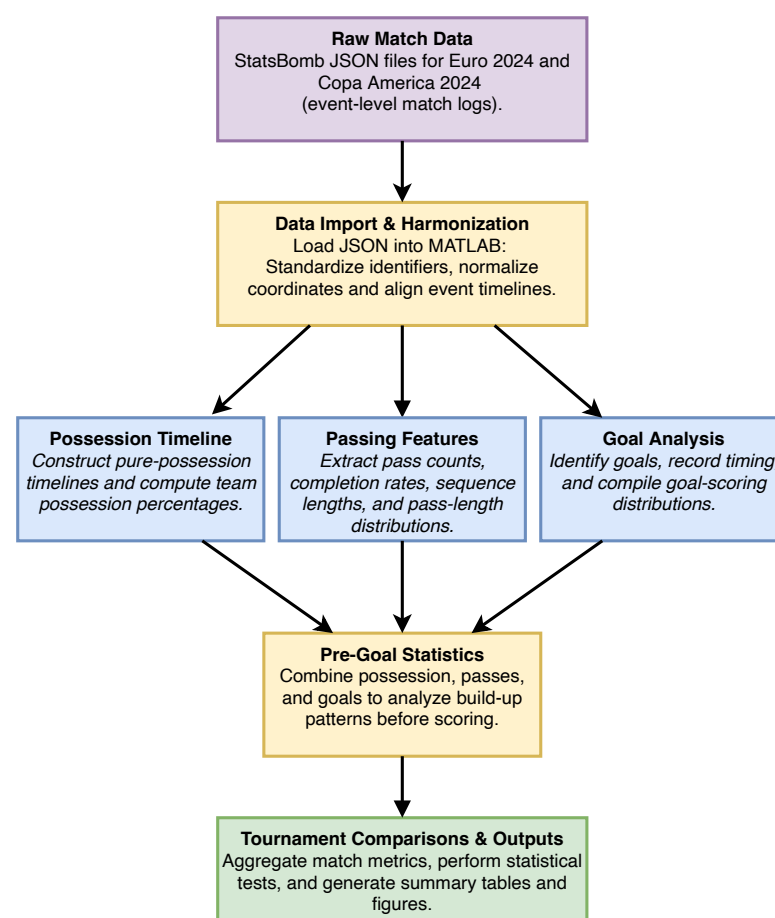 Raw Match Data
StatsBomb JSON files for Euro 2024 and
Copa America 2024
(event-level match logs).
Data Import & Harmonization
Load JSON into MATLAB:
Standardize identifiers, normalize
coordinates and align event timelines.
Possession Timeline
Construct pure-possession
timelines and compute team
possession percentages.
Passing Features
Extract pass counts,
completion rates, sequence
lengths, and pass-length
distributions.
Goal Analysis
Identify goals, record timing,
and compile goal-scoring
distributions.
Pre-Goal Statistics
Combine possession, passes,
and goals to analyze build-up
patterns before scoring.
Tournament Comparisons & Outputs
Aggregate match metrics, perform statistical
tests, and generate summary tables and
figures.